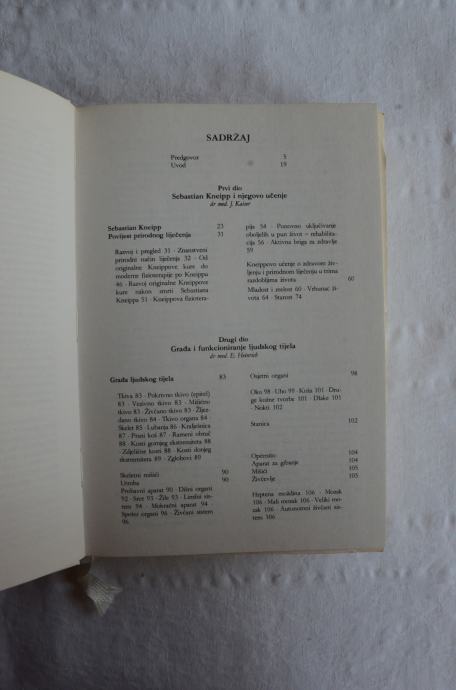 SADRŽAJ
Predgovor 5
Uvod 19
Prvi dio
Sebastian Kneipp i njegovo učenje
dr med. J. Kaiser
Sebastian Kneipp 23
Povijest prirodnog liječenja 31
Razvoj i pregled 31 · Znanstveni
prirodni način liječenja 32 · Od
originalne Kneippove kure do
moderne fizioterapije po Kneippu
46 · Razvoj originalne Kneippove
kure nakon smrti Sebastiana
Kneippa 51 · Kneippova fiziotera-
pija 54 · Ponovno uključivanje
oboljelih u pun život – rehabilita-
cija 56 · Aktivna briga za zdravlje
59
Kneippovo učenje o zdravom živ-
ljenju i prirodnom liječenju u trima
razdobljima života 60
Mladost i zrelost 60 · Vrhunac ži-
vota 64 · Starost 74
Drugi dio
Građa i funkcioniranje ljudskog tijela
dr med. E. Heinrich
Građa ljudskog tijela 83
Tkiva 83 · Pokrivno tkivo (epitel)
83 · Vezivno tkivo 83 · Mišićno
tkivo 83 · Živčano tkivo 83 · Žljez-
dano tkivo 84 · Tkivo organa 84 ·
Skelet 85 · Lubanja 86 · Kralježnica
87 · Prsni koš 87 · Rameni obruč
88 · Kosti gornjeg ekstremiteta 88
· Zdjelične kosti 88 · Kosti donjeg
ekstremiteta 89 · Zglobovi 89
Skeletni mišići 90
Utroba 90
Probavni aparat 90 · Dišni organi
92 · Srce 93 · Žile 93 · Limfni sis-
tem 94 · Mokraćni aparat 94 ·
Spolni organi 96 · Živčani sistem
96
Osjetni organi 98
Oko 98 · Uho 99 · Koža 101 · Dru-
ge kožne tvorbe 101 · Dlake 101
· Nokti 102
Stanica 102
Općenito 104
Aparat za gibanje 104
Mišići 105
Živčevlje 105
Hrptena moždina 106 · Mozak
106 · Mali mozak 106 · Veliki mo-
zak 106 · Autonomni živčani sis-
tem 106